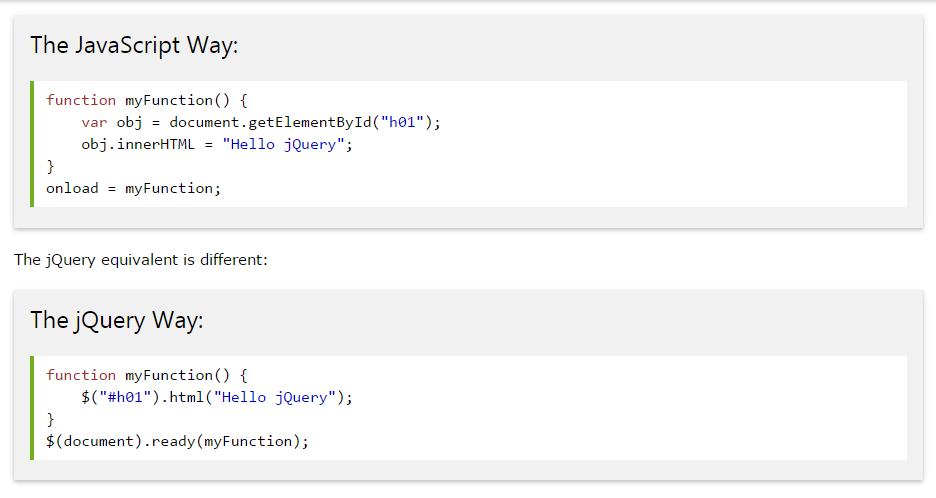 The JavaScript Way:
function myFunction() {
    var obj = document.getElementById("h01");
    obj.innerHTML = "Hello jQuery";
}
onload = myFunction;
The jQuery equivalent is different:
The jQuery Way:
function myFunction() {
    $("#h01").html("Hello jQuery");
}
$(document).ready(myFunction);